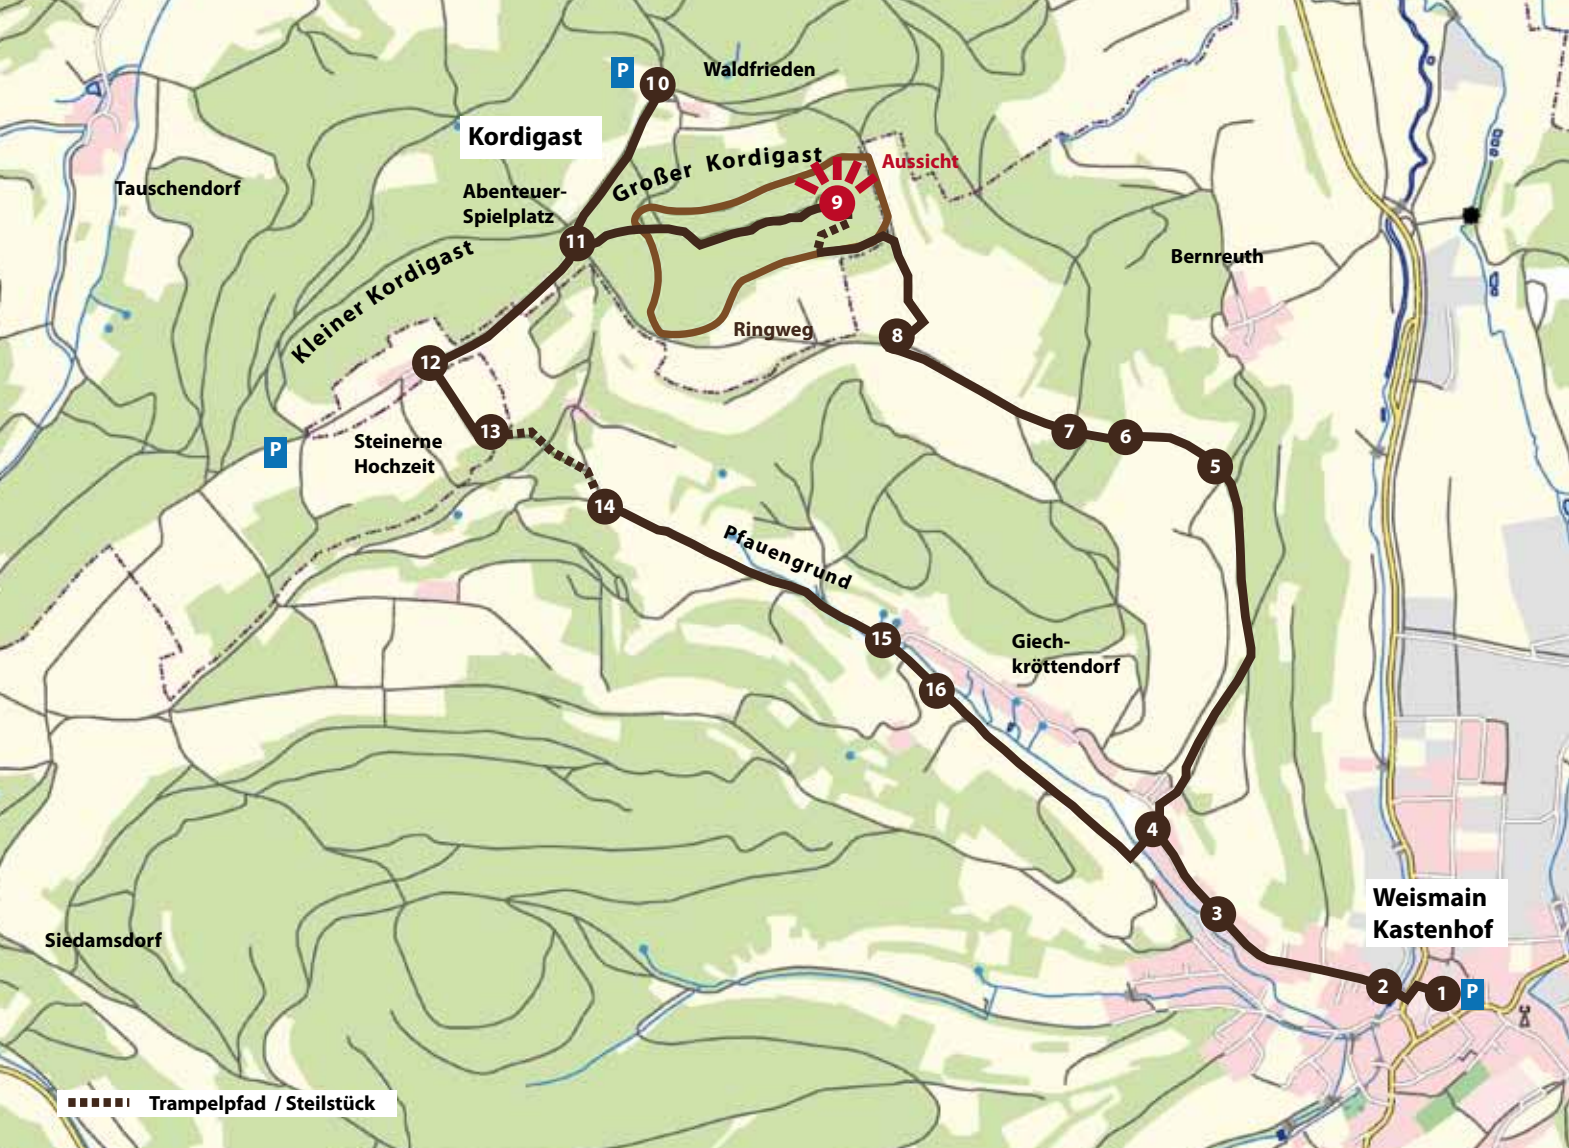 P
10
Waldfrieden
Kordigast
Großer Kordigast
Aussicht
Tauschendorf
Abenteuer-
Spielplatz
9
11
Kleiner Kordigast
Bernreuth
Ringweg
8
12
P
Steinerne
Hochzeit
13
7
6
5
14
Pfauengrund
15
Giech-
kröttendorf
16
4
Weismain
Kastenhof
3
Siedamsdorf
2
1
P
Trampelpfad / Steilstück